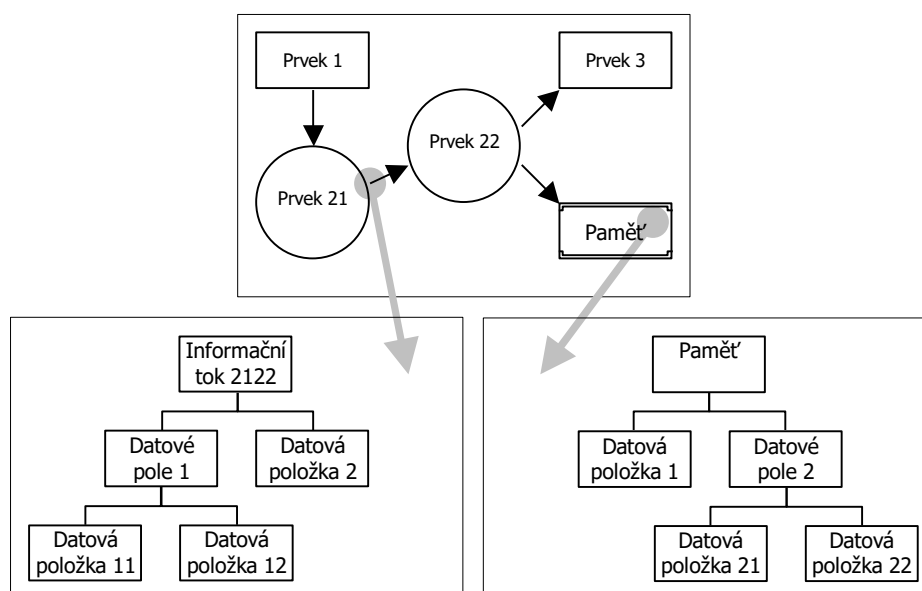 Prvek 1
Prvek 3
Prvek 22
Prvek 21
Paměť
Informační
tok 2122
Datové
pole 1
Datová
položka 2
Datová
položka 11
Datová
položka 12
Paměť
Datová
položka 1
Datové
pole 2
Datová
položka 21
Datová
položka 22